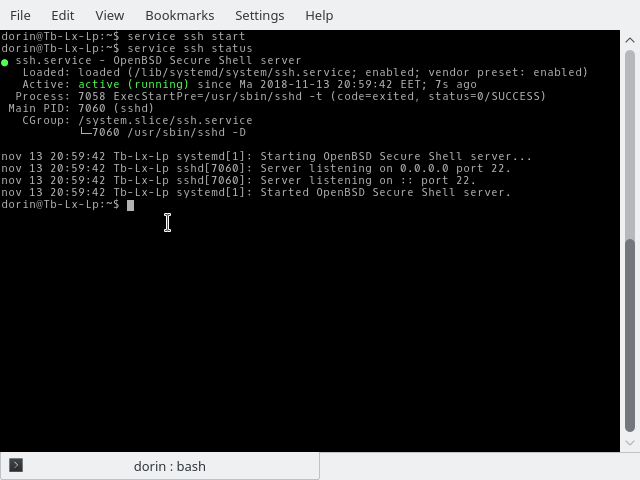 File Edit View Bookmarks Settings Help
dorin@Tb-Lx-Lp:~$ service ssh start
dorin@Tb-Lx-Lp:~$ service ssh status
● ssh.service - OpenBSD Secure Shell server
   Loaded: loaded (/lib/systemd/system/ssh.service; enabled; vendor preset: enabled)
   Active: active (running) since Ma 2018-11-13 20:59:42 EET; 7s ago
  Process: 7058 ExecStartPre=/usr/sbin/sshd -t (code=exited, status=0/SUCCESS)
 Main PID: 7060 (sshd)
   CGroup: /system.slice/ssh.service
           └─7060 /usr/sbin/sshd -D
nov 13 20:59:42 Tb-Lx-Lp systemd[1]: Starting OpenBSD Secure Shell server...
nov 13 20:59:42 Tb-Lx-Lp sshd[7060]: Server listening on 0.0.0.0 port 22.
nov 13 20:59:42 Tb-Lx-Lp sshd[7060]: Server listening on :: port 22.
nov 13 20:59:42 Tb-Lx-Lp systemd[1]: Started OpenBSD Secure Shell server.
dorin@Tb-Lx-Lp:~$
dorin : bash